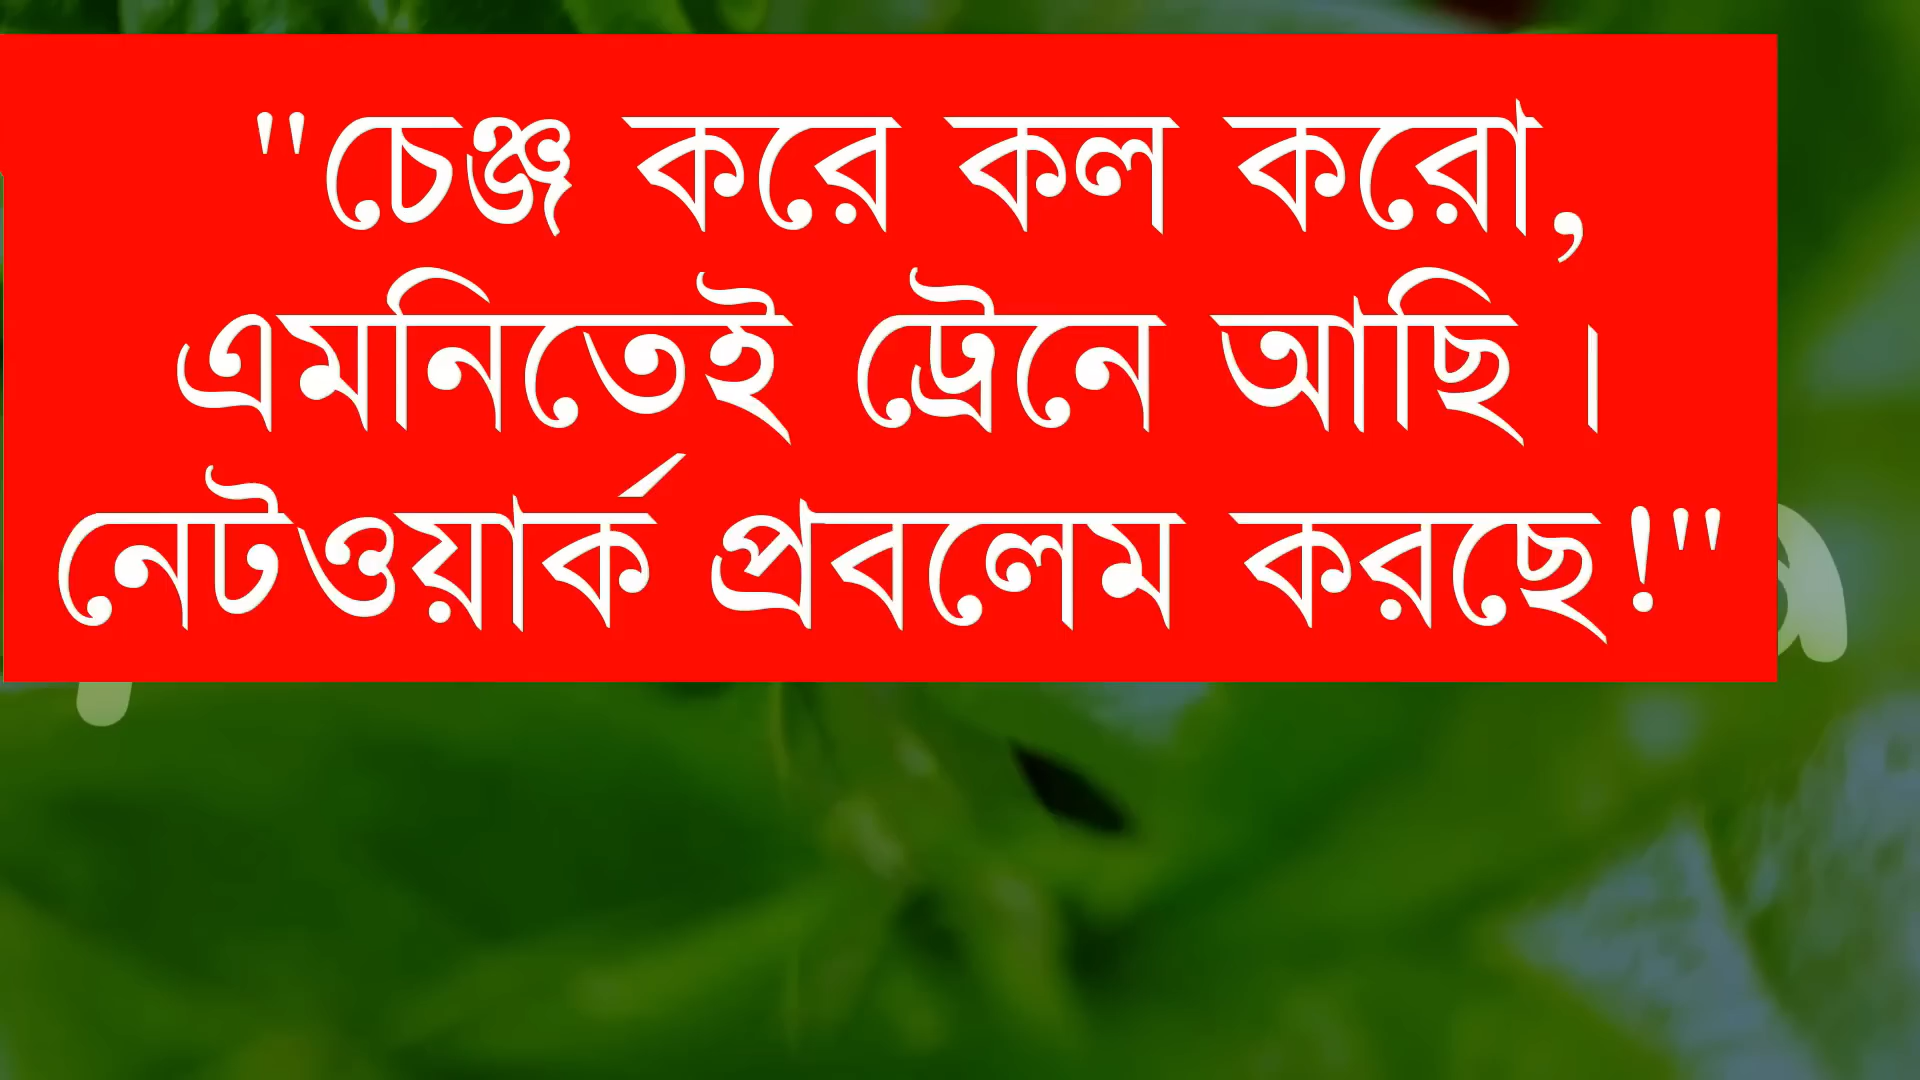 "চেঞ্জ করে কল করো,
এমনিতেই ট্রেনে আছি।
নেটওয়ার্ক প্রবলেম করছে!"